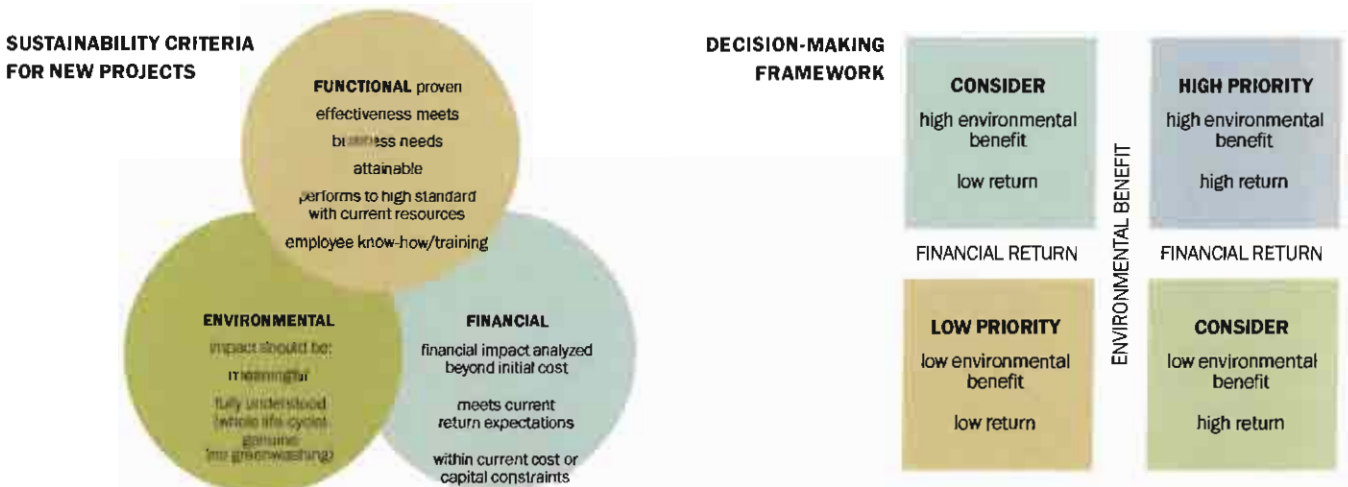 SUSTAINABILITY CRITERIA
FOR NEW PROJECTS
FUNCTIONAL proven
effectiveness meets
business needs
attainable
performs to high standard
with current resources
employee know-how/training
ENVIRONMENTAL
impact should be:
meaningful
fully understood
(whole life cycle)
genuine
(no greenwashing)
FINANCIAL
financial impact analyzed
beyond initial cost
meets current
return expectations
within current cost or
capital constraints
DECISION-MAKING
FRAMEWORK
CONSIDER
high environmental
benefit
low return
HIGH PRIORITY
high environmental
benefit
high return
FINANCIAL RETURN
ENVIRONMENTAL BENEFIT
FINANCIAL RETURN
LOW PRIORITY
low environmental
benefit
low return
CONSIDER
low environmental
benefit
high return